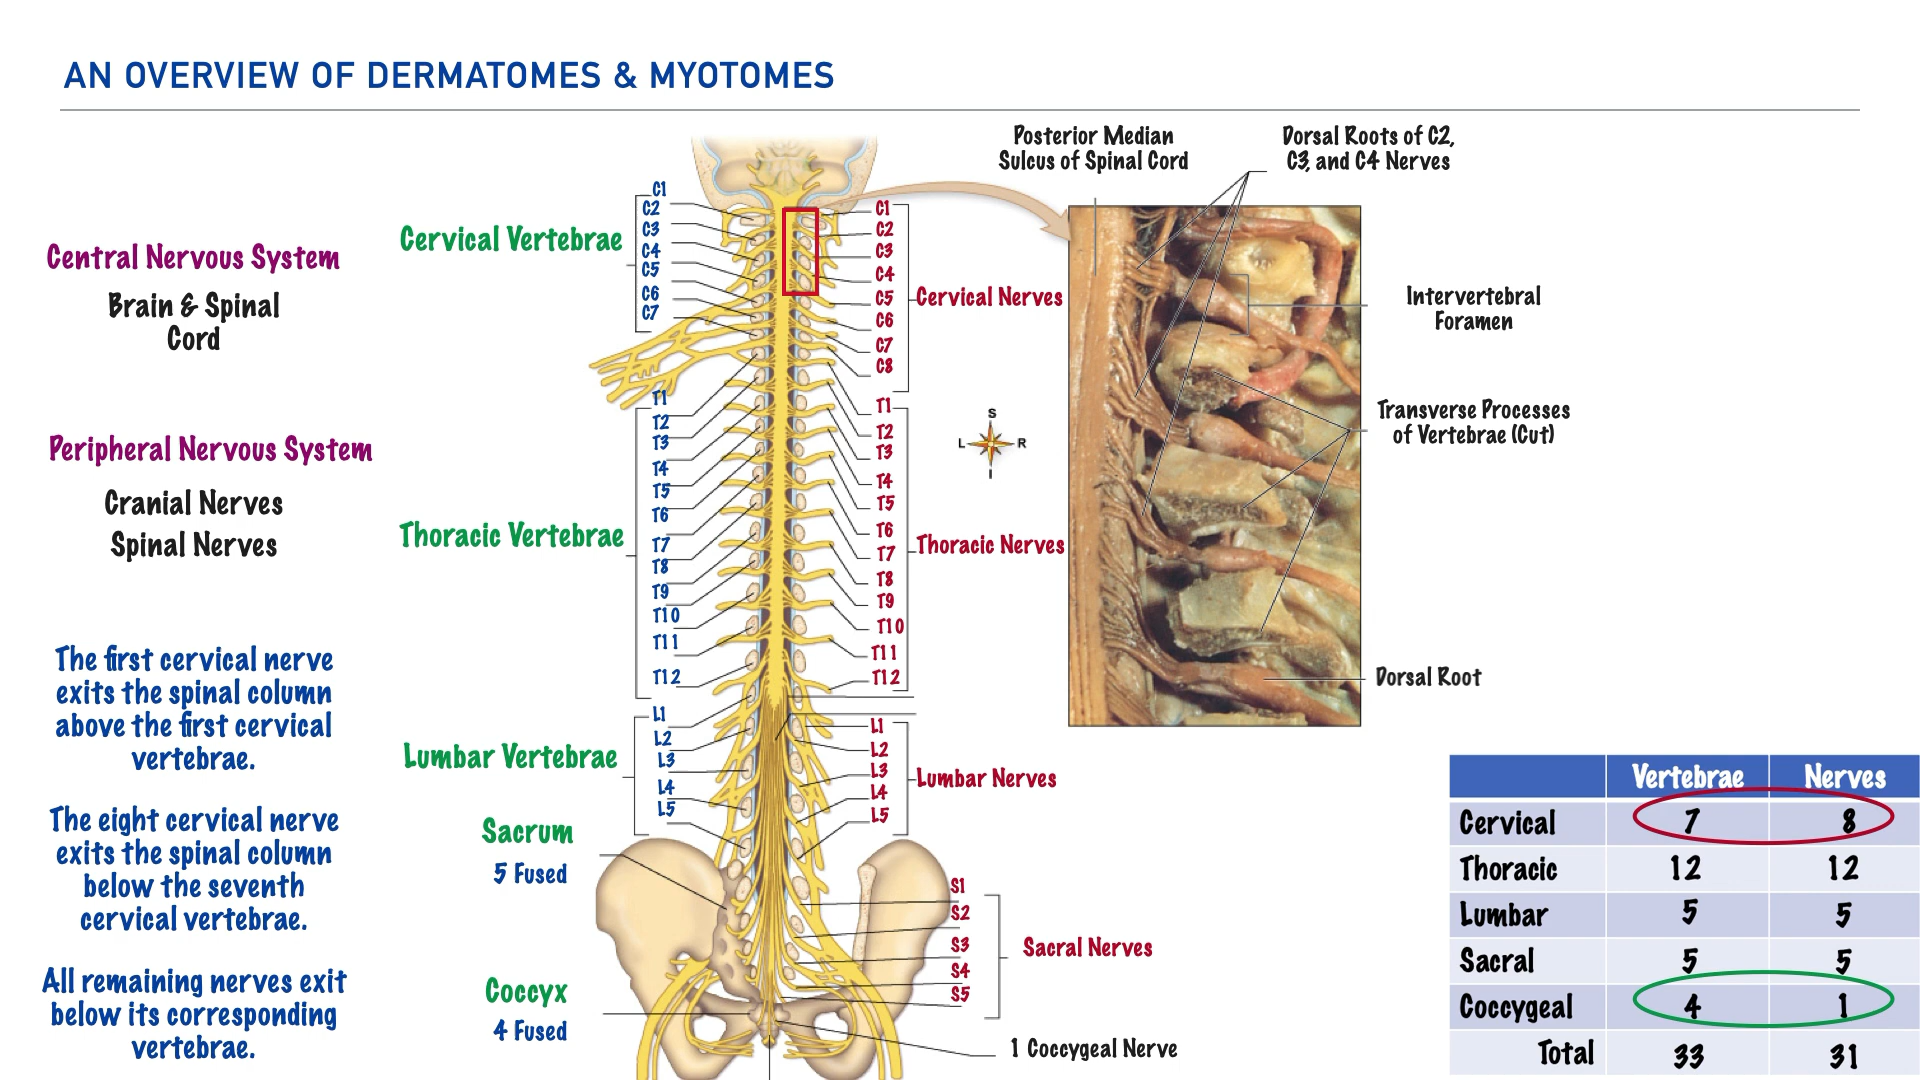 AN OVERVIEW OF DERMATOMES & MYOTOMES
Central Nervous System
Brain & Spinal
Cord
Peripheral Nervous System
Cranial Nerves
Spinal Nerves
The first cervical nerve
exits the spinal column
above the first cervical
vertebrae.
The eight cervical nerve
exits the spinal column
below the seventh
cervical vertebrae.
All remaining nerves exit
below its corresponding
vertebrae.
Cervical Vertebrae
C1
C2
C3
C4
C5
C6
C7
Thoracic Vertebrae
T1
T2
T3
T4
T5
T6
T7
T8
T9
T10
T11
T12
Lumbar Vertebrae
L1
L2
L3
L4
L5
Sacrum
5 Fused
Coccyx
4 Fused
C1
C2
C3
C4
C5
C6
C7
C8
Cervical Nerves
T1
T2
T3
T4
T5
T6
T7
T8
T9
T10
T11
T12
Thoracic Nerves
L1
L2
L3
L4
L5
Lumbar Nerves
S1
S2
S3
S4
S5
Sacral Nerves
1 Coccygeal Nerve
S
L R
I
Posterior Median
Sulcus of Spinal Cord
Dorsal Roots of C2,
C3, and C4 Nerves
Intervertebral
Foramen
Transverse Processes
of Vertebrae (Cut)
Dorsal Root
Vertebrae Nerves
Cervical 7 8
Thoracic 12 12
Lumbar 5 5
Sacral 5 5
Coccygeal 4 1
Total 33 31